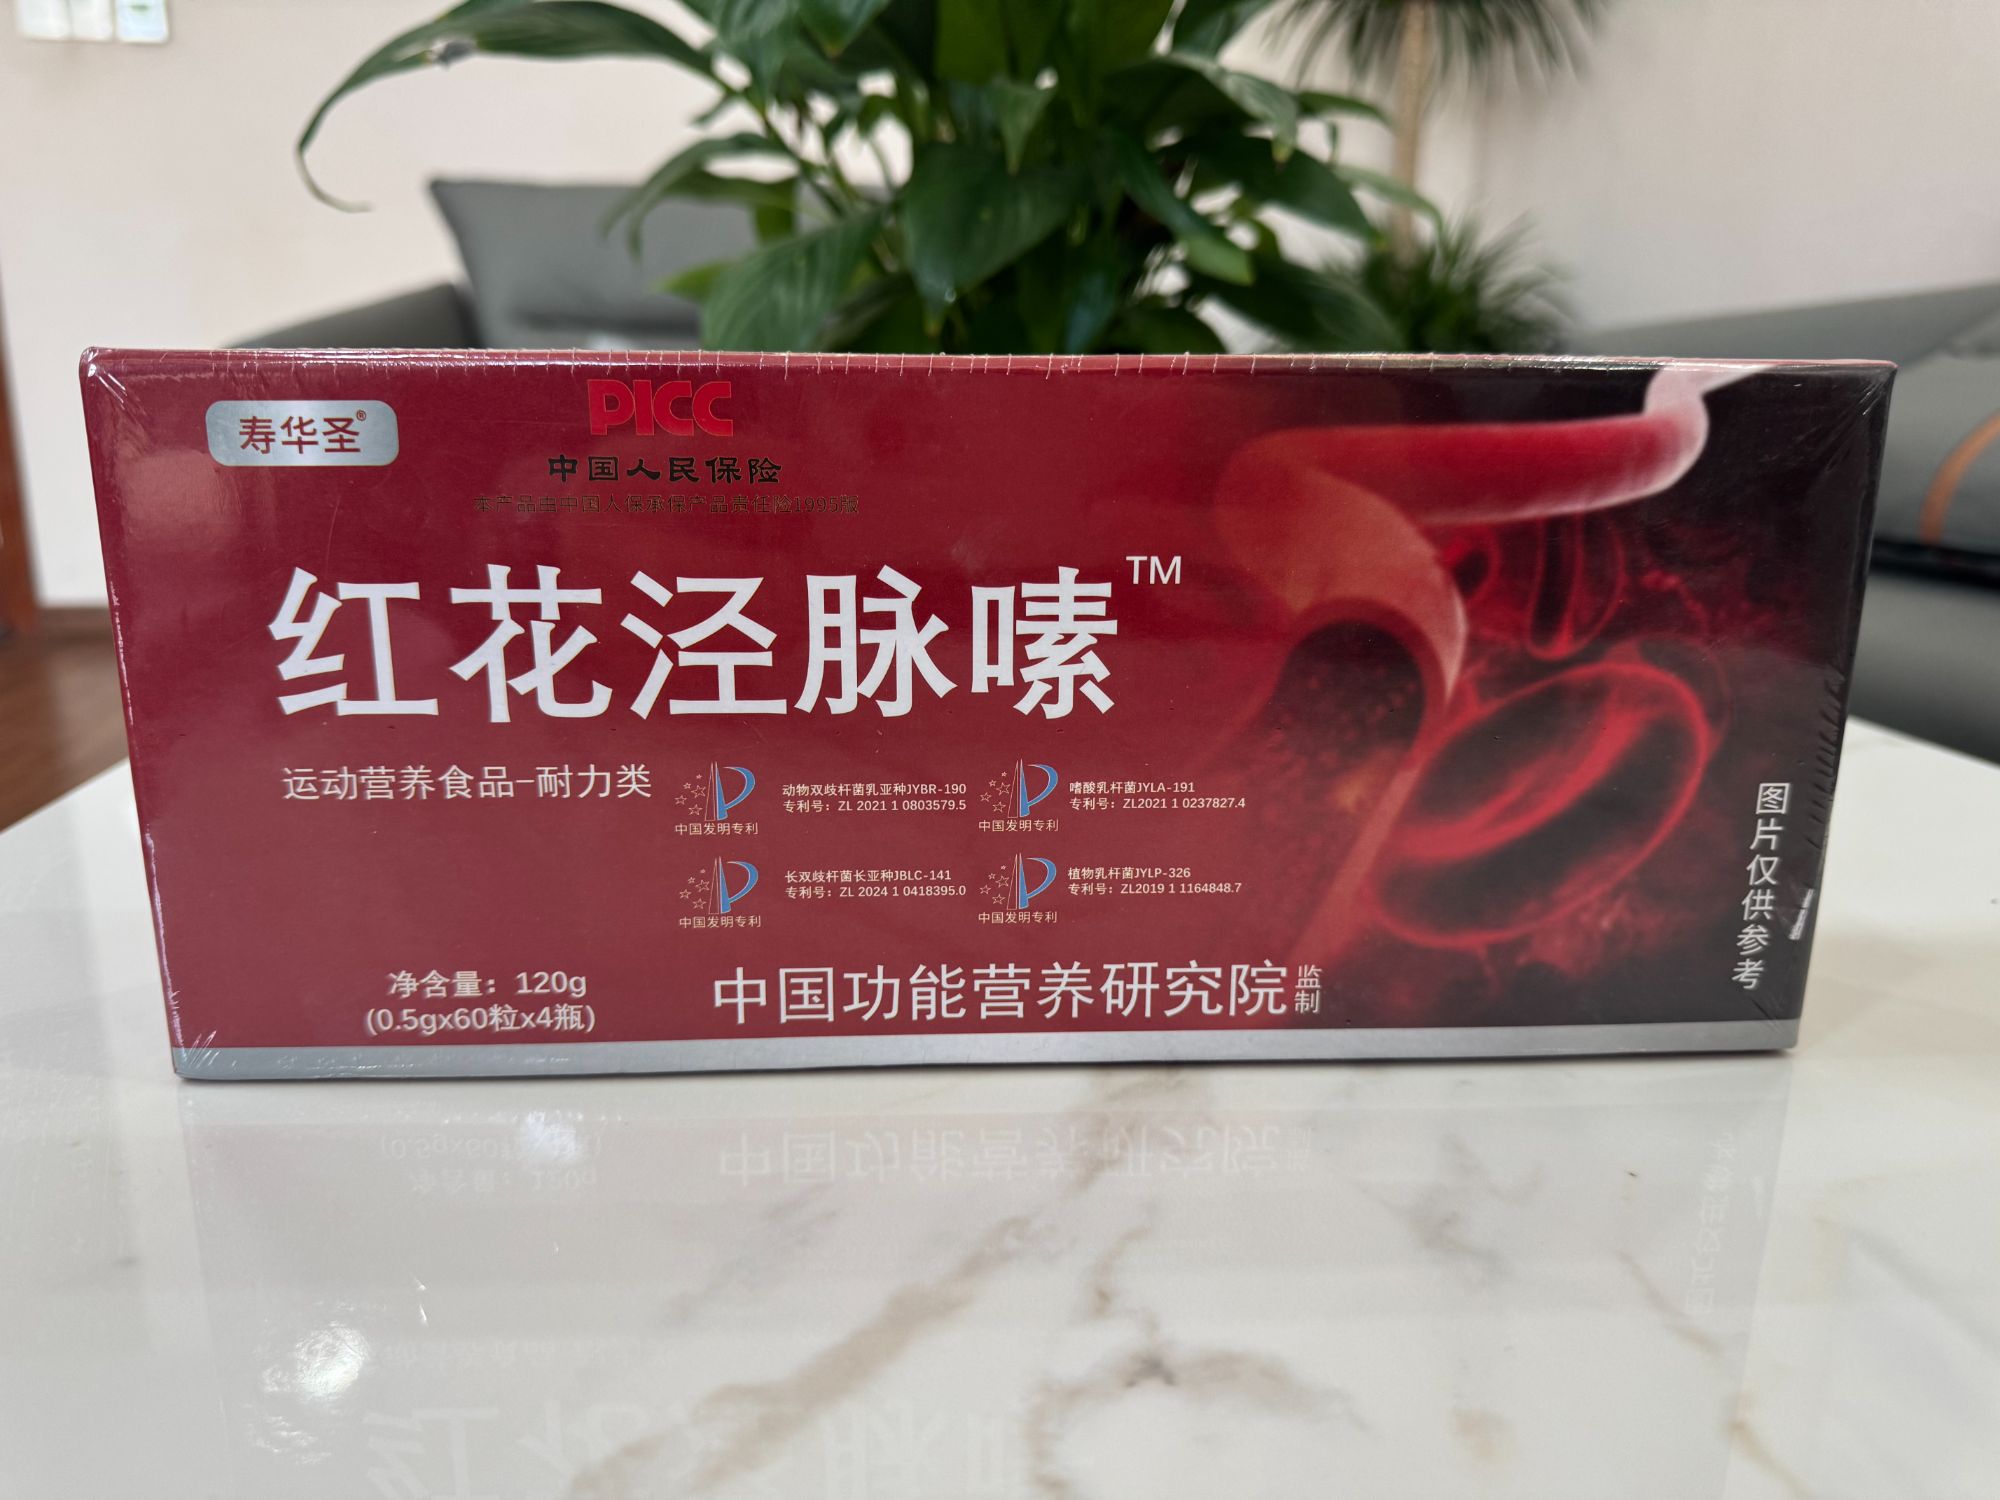 寿华圣®
PICC
中国人民保险
本产品由中国人保承保产品责任险1995版
红花泾脉嗉™
运动营养食品-耐力类
中国发明专利
动物双歧杆菌乳亚种JYBR-190
专利号：ZL 2021 1 0803579.5
中国发明专利
嗜酸乳杆菌JYLA-191
专利号：ZL2021 1 0237827.4
中国发明专利
长双歧杆菌长亚种JBLC-141
专利号：ZL 2024 1 0418395.0
中国发明专利
植物乳杆菌JYLP-326
专利号：ZL2019 1 1164848.7
净含量：120g
(0.5gx60粒x4瓶)
中国功能营养研究院监制
图片仅供参考